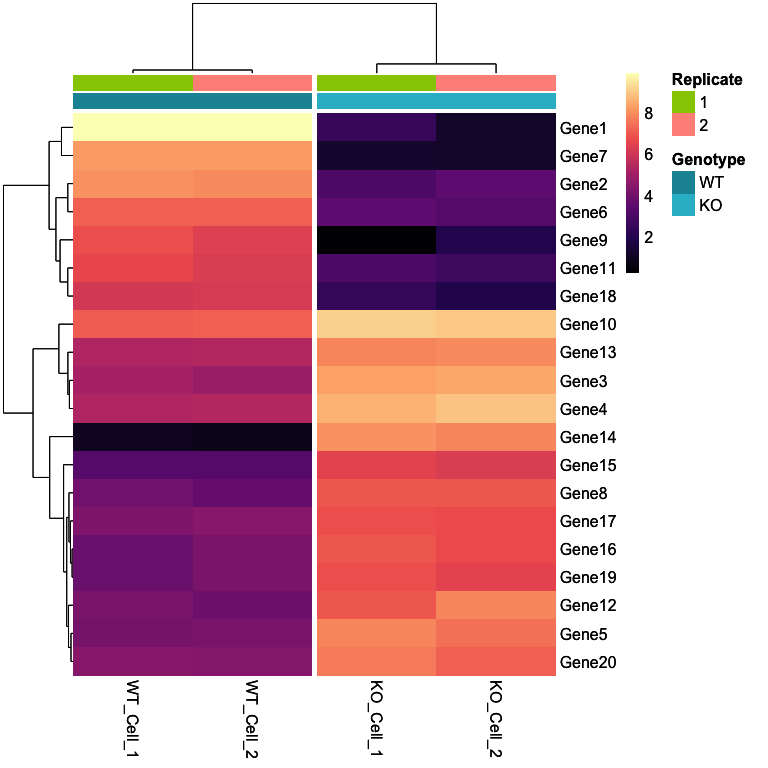 Gene1
Gene7
Gene2
Gene6
Gene9
Gene11
Gene18
Gene10
Gene13
Gene3
Gene4
Gene14
Gene15
Gene8
Gene17
Gene16
Gene19
Gene12
Gene5
Gene20
WT_Cell_1
WT_Cell_2
KO_Cell_1
KO_Cell_2
8
6
4
2
Replicate
1
2
Genotype
WT
KO